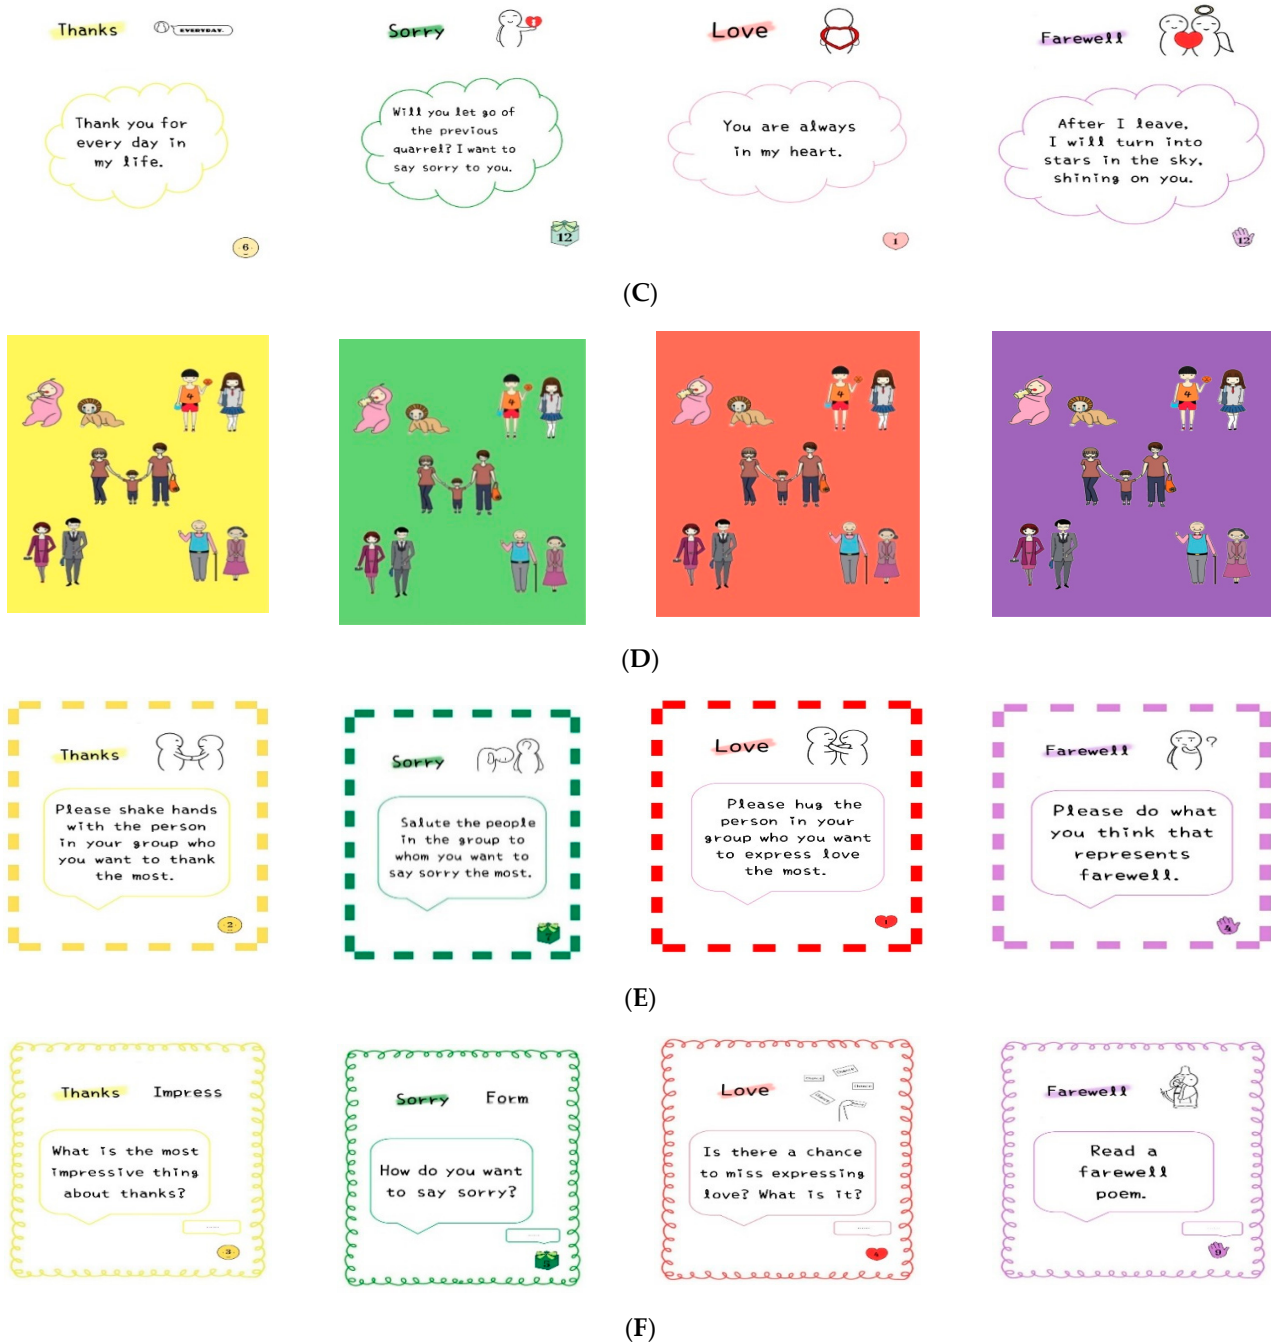 Thanks
EVERYDAY.
Thank you for
every day in
my life.
6
Sorry
1
Will you let go of
the previous
quarrel? I want to
say sorry to you.
12
Love
You are always
in my heart.
1
Farewell
After I leave,
I will turn into
stars in the sky,
shining on you.
12
(C)
4
4
4
4
(D)
Thanks
Please shake hands
with the person
in your group who
you want to thank
the most.
2
Sorry
Salute the people
in the group to
whom you want to
say sorry the most.
Love
Please hug the
person in your
group who you want
to express love
the most.
1
Farewell
?
Please do what
you think that
represents
farewell.
4
(E)
Thanks Impress
What is the most
impressive thing
about thanks?
......
3
Sorry Form
How do you want
to say sorry?
......
Love
Chance
Chance
Chance
Is there a chance
to miss expressing
love? What is it?
......
Farewell
Read a
farewell
poem.
9
(F)